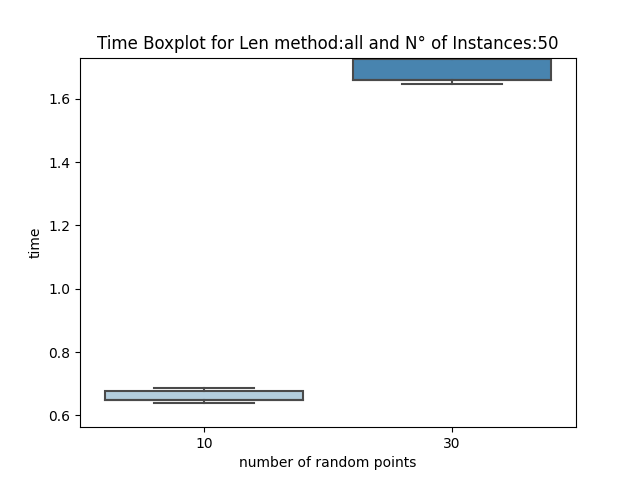 Time Boxplot for Len method:all and N° of Instances:50
1.6
1.4
1.2
1.0
0.8
0.6
time
10 30
number of random points